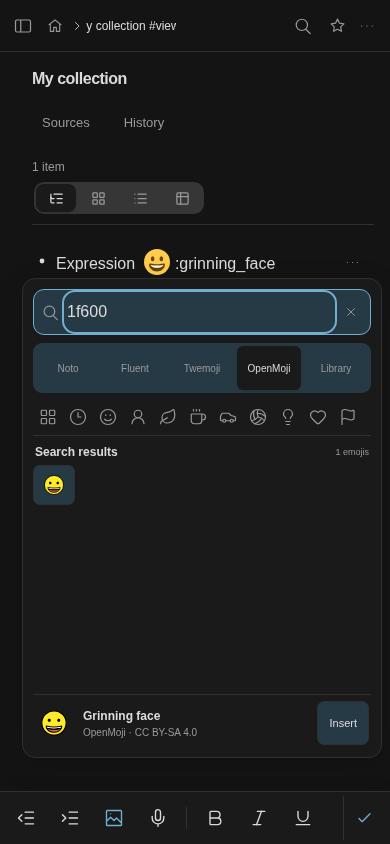 y collection #view
My collection
Sources History
1 item
Expression :grinning_face
1f600
Noto Fluent Twemoji OpenMoji Library
Search results 1 emojis
Grinning face
OpenMoji · CC BY-SA 4.0
Insert